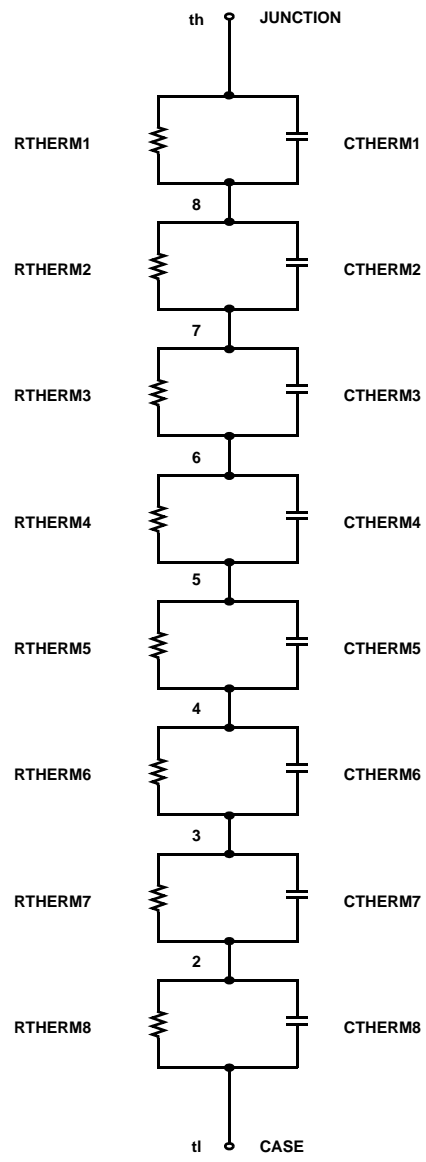 th JUNCTION
RTHERM1 CTHERM1
8
RTHERM2 CTHERM2
7
RTHERM3 CTHERM3
6
RTHERM4 CTHERM4
5
RTHERM5 CTHERM5
4
RTHERM6 CTHERM6
3
RTHERM7 CTHERM7
2
RTHERM8 CTHERM8
tl CASE